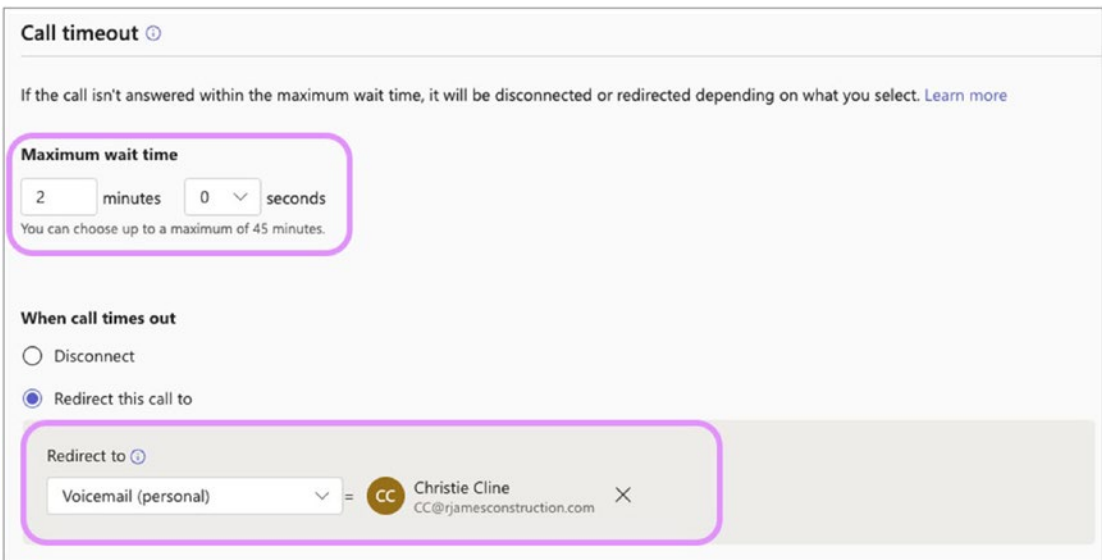 Call timeout
If the call isn't answered within the maximum wait time, it will be disconnected or redirected depending on what you select. Learn more
Maximum wait time
2 minutes 0 seconds
You can choose up to a maximum of 45 minutes.
When call times out
Disconnect
Redirect this call to
Redirect to
Voicemail (personal) = CC Christie Cline
CC@rjamesconstruction.com